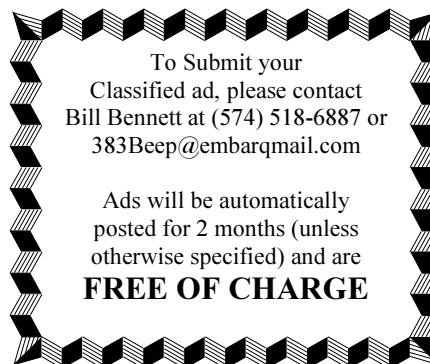 To Submit your
Classified ad, please contact
Bill Bennett at (574) 518-6887 or
383Beep@embarqmail.com
Ads will be automatically
posted for 2 months (unless
otherwise specified) and are
FREE OF CHARGE